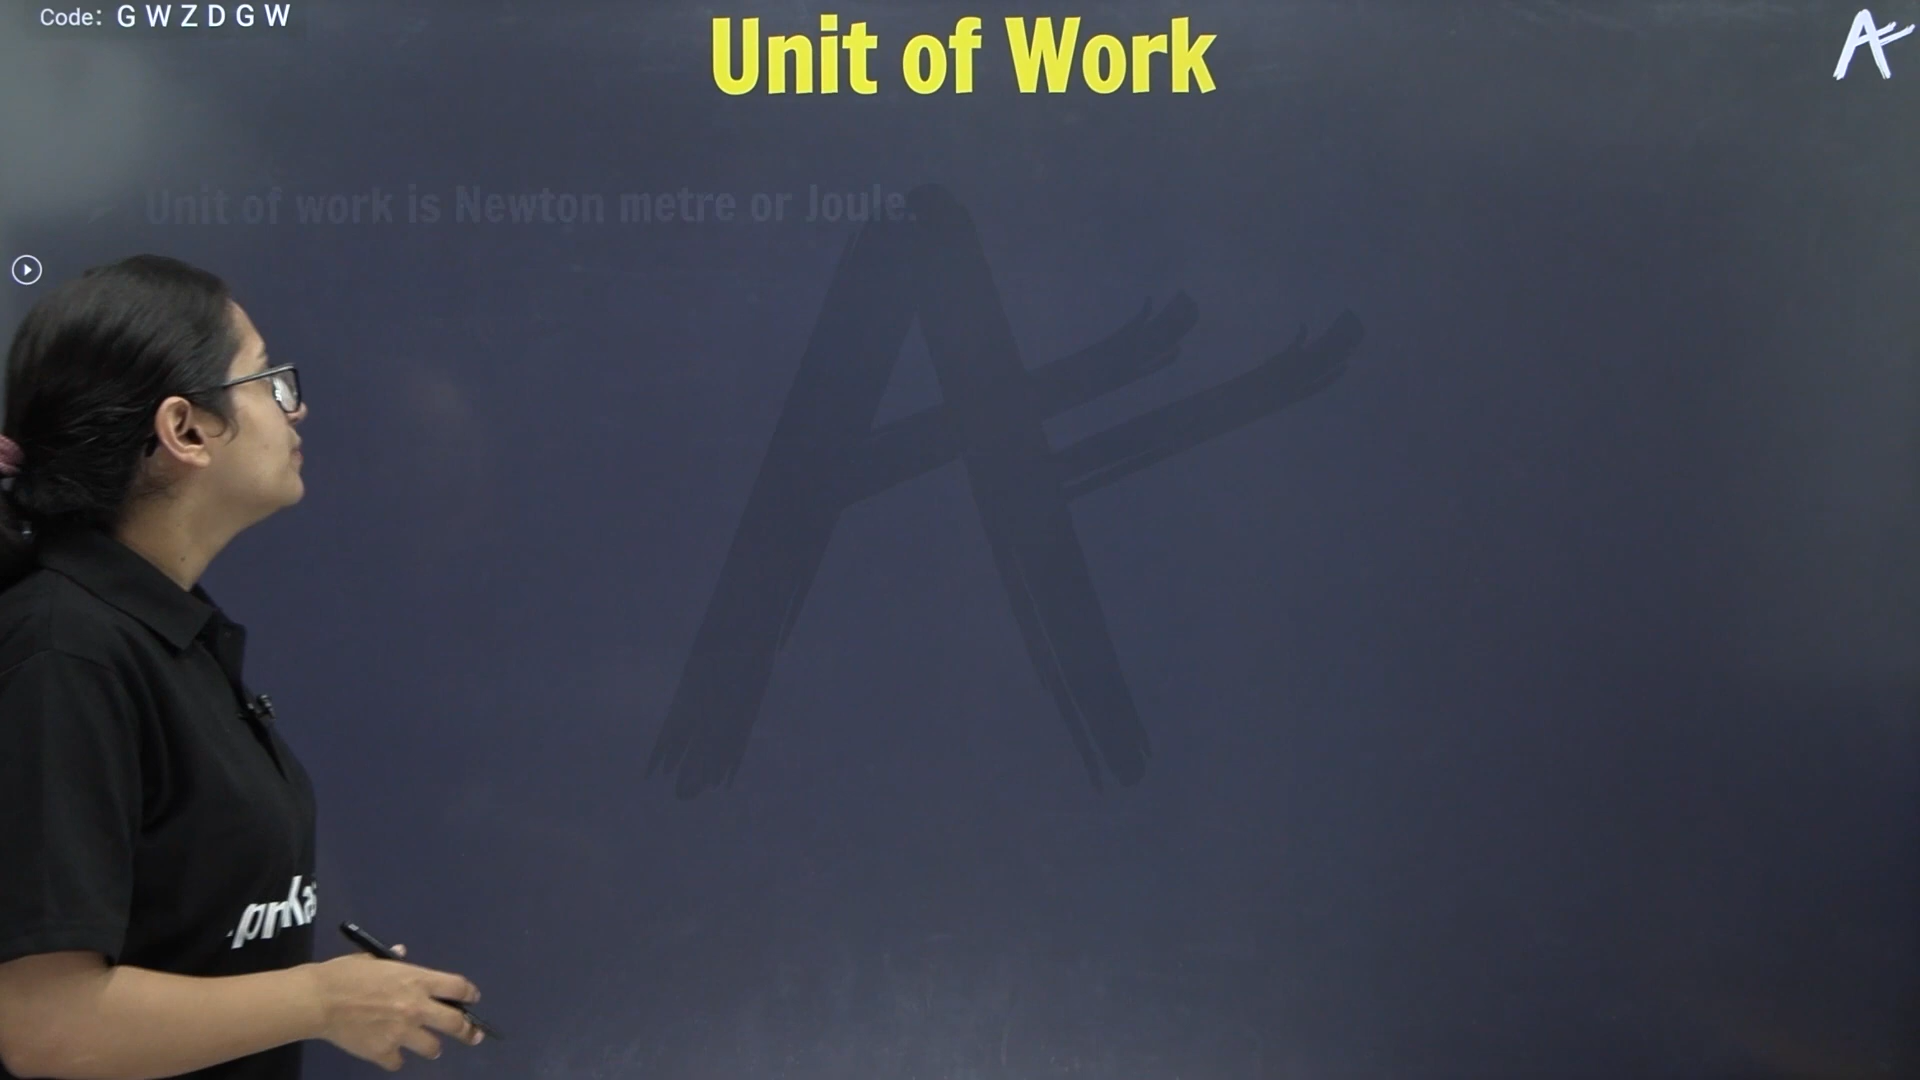 Code: G W Z D G W
Unit of Work
Unit of work is Newton metre or Joule.